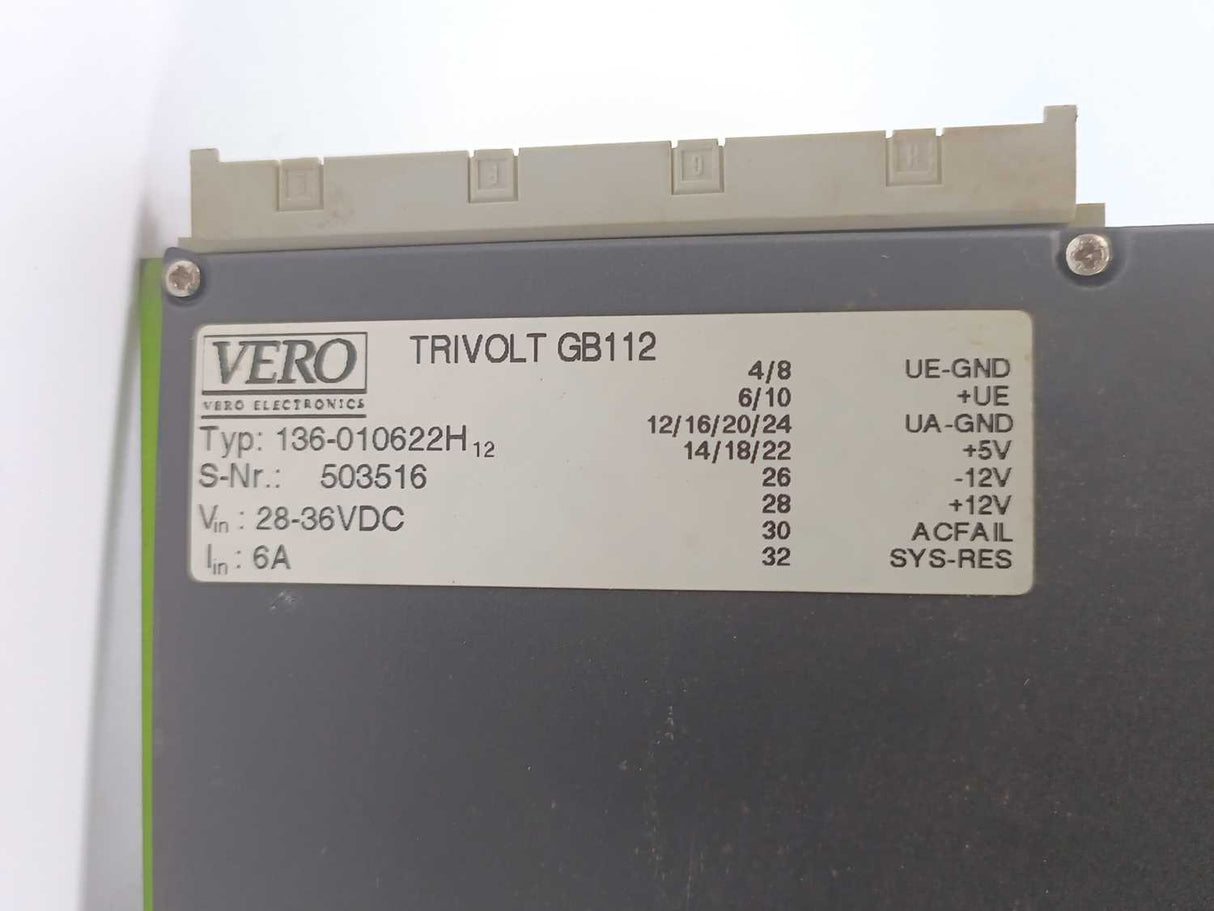 VERO
VERO ELECTRONICS
TRIVOLT GB112
Typ: 136-010622H12
S-Nr.: 503516
Vin : 28-36VDC
Iin : 6A
4/8 UE-GND
6/10 +UE
12/16/20/24 UA-GND
14/18/22 +5V
26 -12V
28 +12V
30 ACFAIL
32 SYS-RES